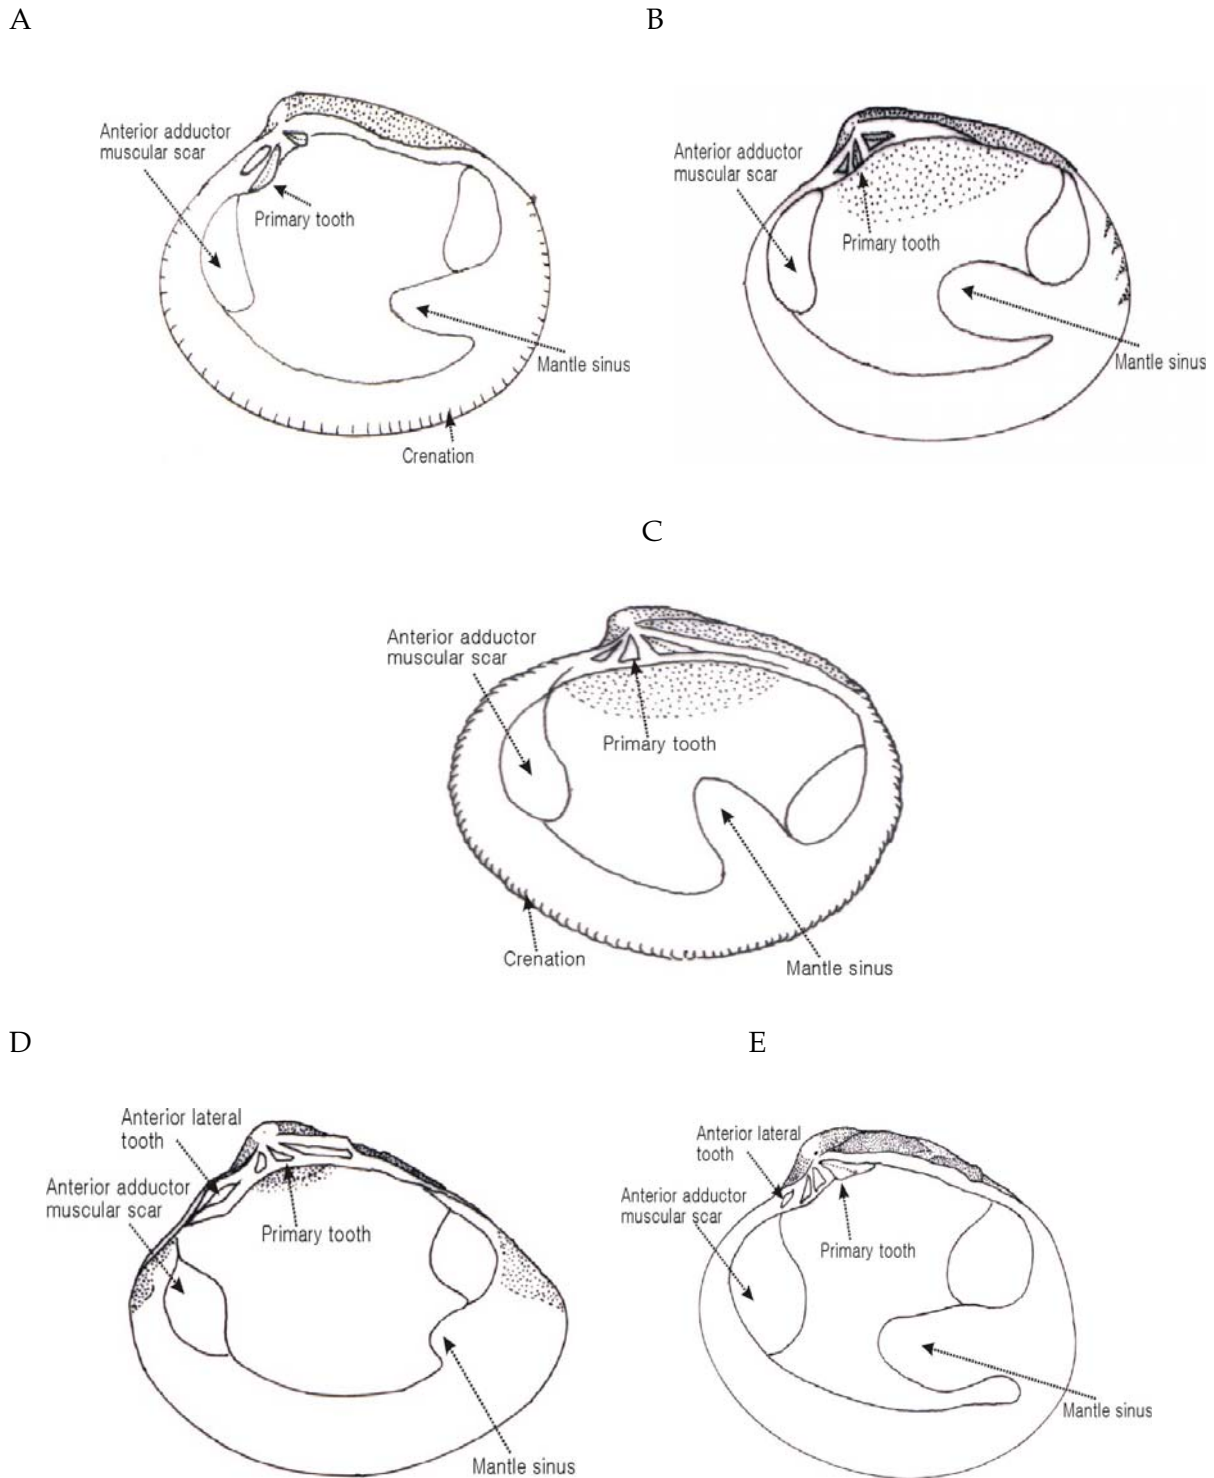 A
Anterior adductor
muscular scar
Primary tooth
Mantle sinus
Crenation
B
Anterior adductor
muscular scar
Primary tooth
Mantle sinus
C
Anterior adductor
muscular scar
Primary tooth
Crenation
Mantle sinus
D
Anterior lateral
tooth
Anterior adductor
muscular scar
Primary tooth
Mantle sinus
E
Anterior lateral
tooth
Anterior adductor
muscular scar
Primary tooth
Mantle sinus